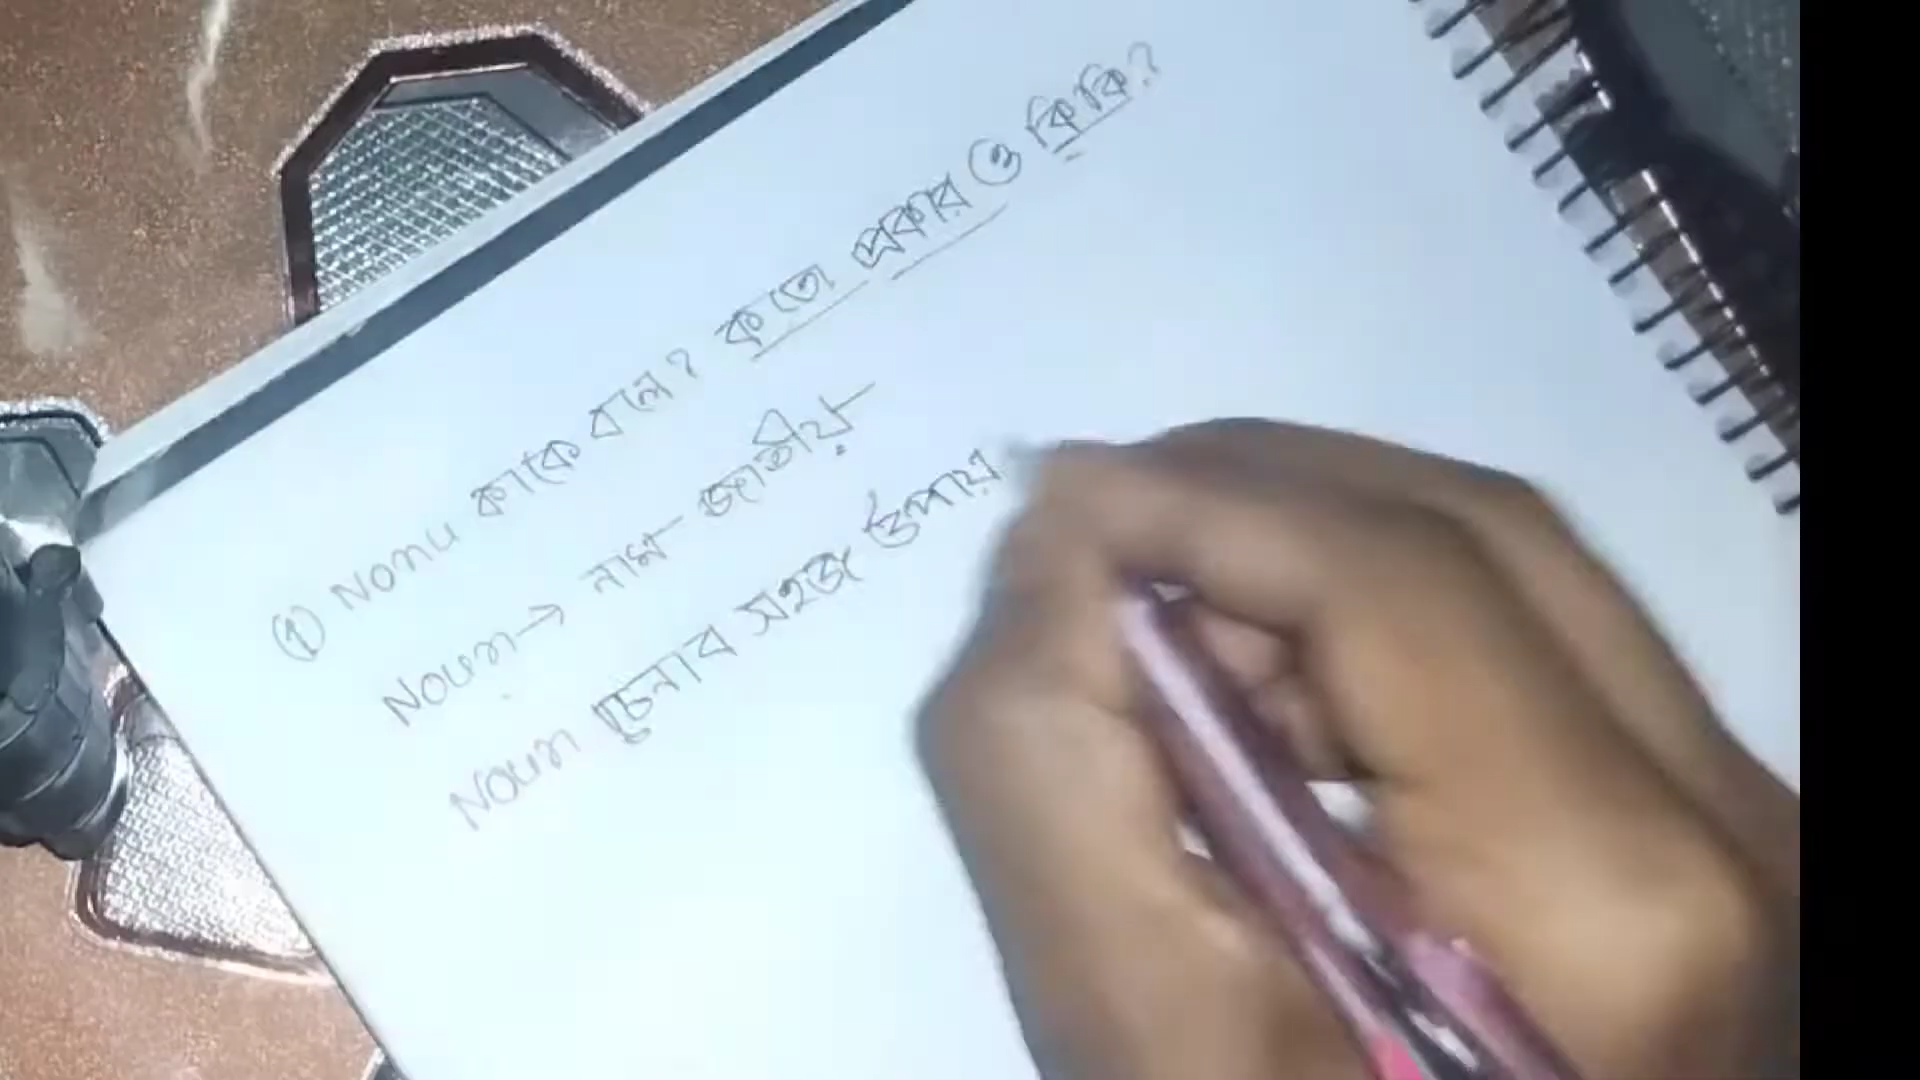 (1) Nonu কাকে বলে? কতো প্রকার ও কি কি?
Noun → নাম জাতীয়
Noun চেনার সহজ উপায়